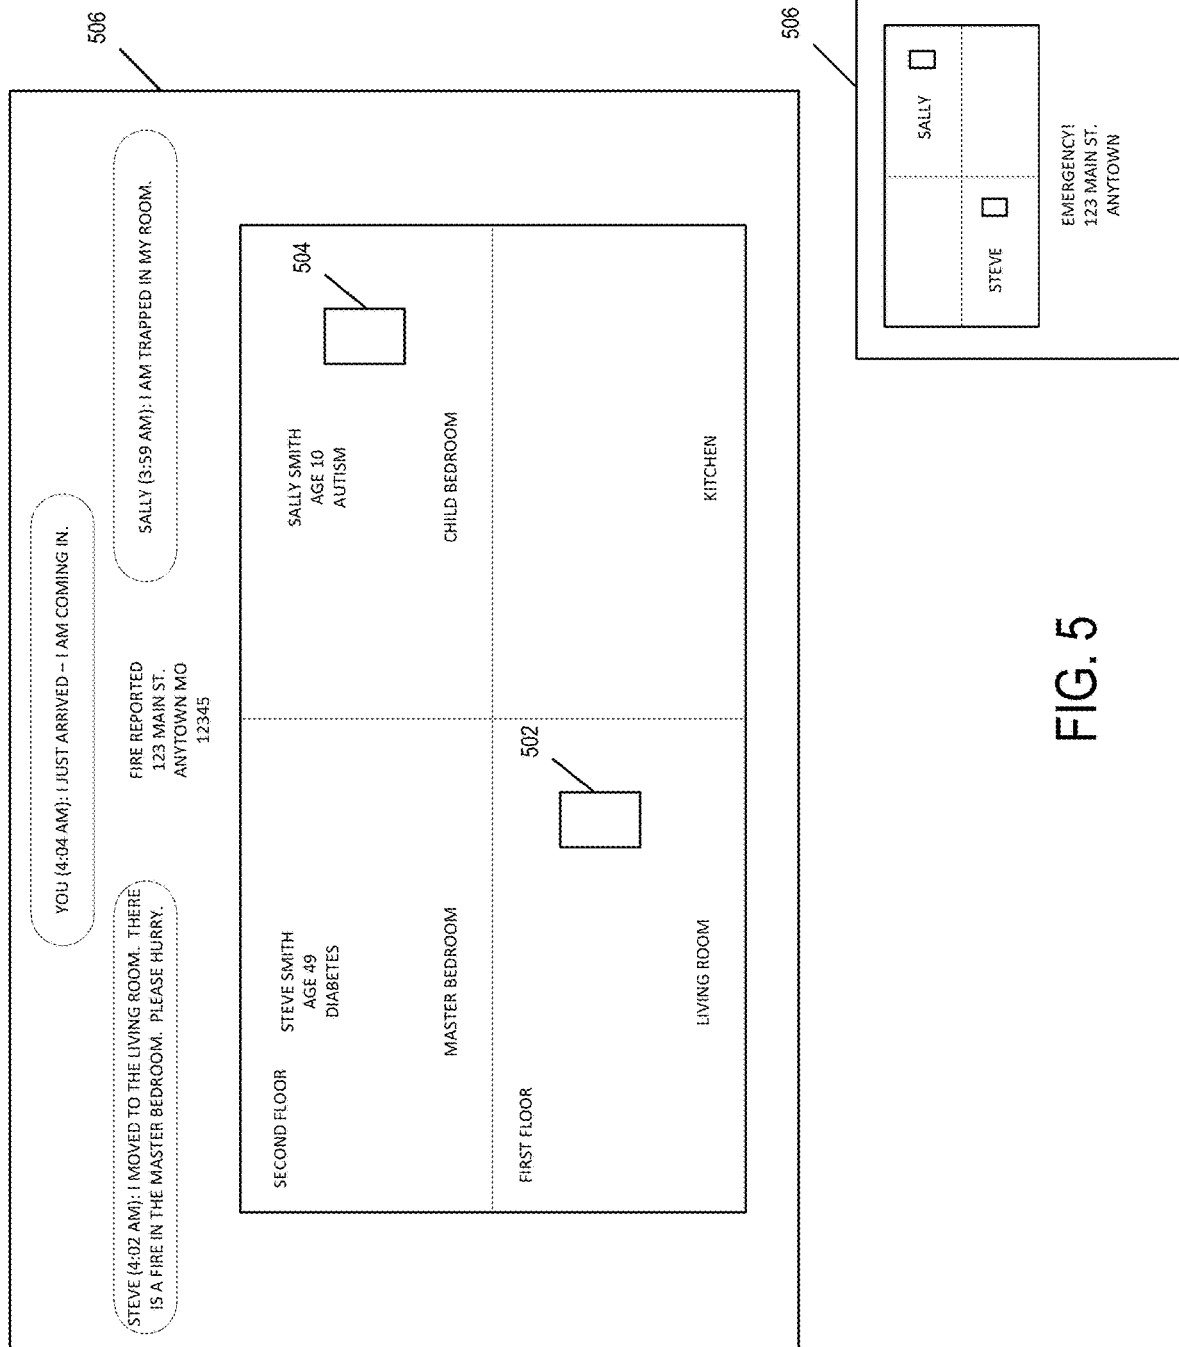 506
YOU (4:04 AM): I JUST ARRIVED – I AM COMING IN.
STEVE (4:02 AM): I MOVED TO THE LIVING ROOM. THERE
IS A FIRE IN THE MASTER BEDROOM. PLEASE HURRY.
FIRE REPORTED
123 MAIN ST.
ANYTOWN MO
12345
SALLY (3:59 AM): I AM TRAPPED IN MY ROOM.
SECOND FLOOR
STEVE SMITH
AGE 49
DIABETES
MASTER BEDROOM
SALLY SMITH
AGE 10
AUTISM
504
CHILD BEDROOM
FIRST FLOOR
502
LIVING ROOM
KITCHEN
506
STEVE
SALLY
EMERGENCY!
123 MAIN ST.
ANYTOWN
FIG. 5